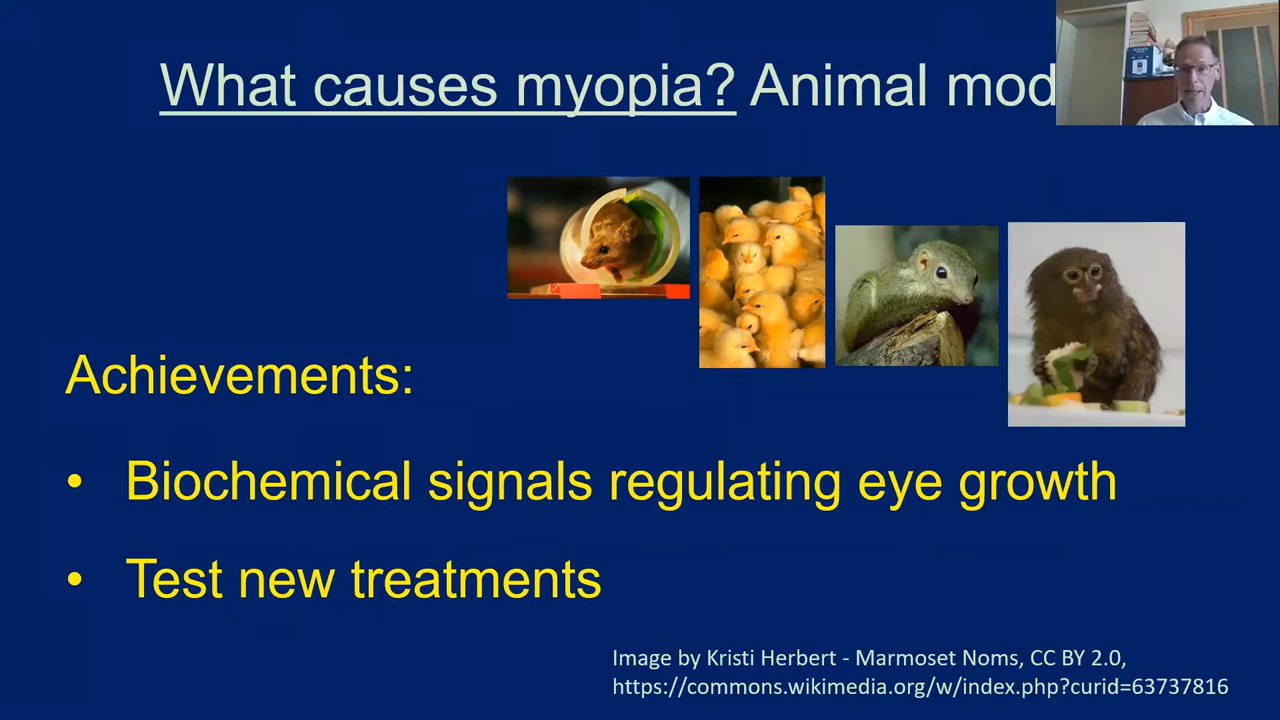 What causes myopia? Animal mod
Achievements:
• Biochemical signals regulating eye growth
• Test new treatments
Image by Kristi Herbert - Marmoset Noms, CC BY 2.0,
https://commons.wikimedia.org/w/index.php?curid=63737816